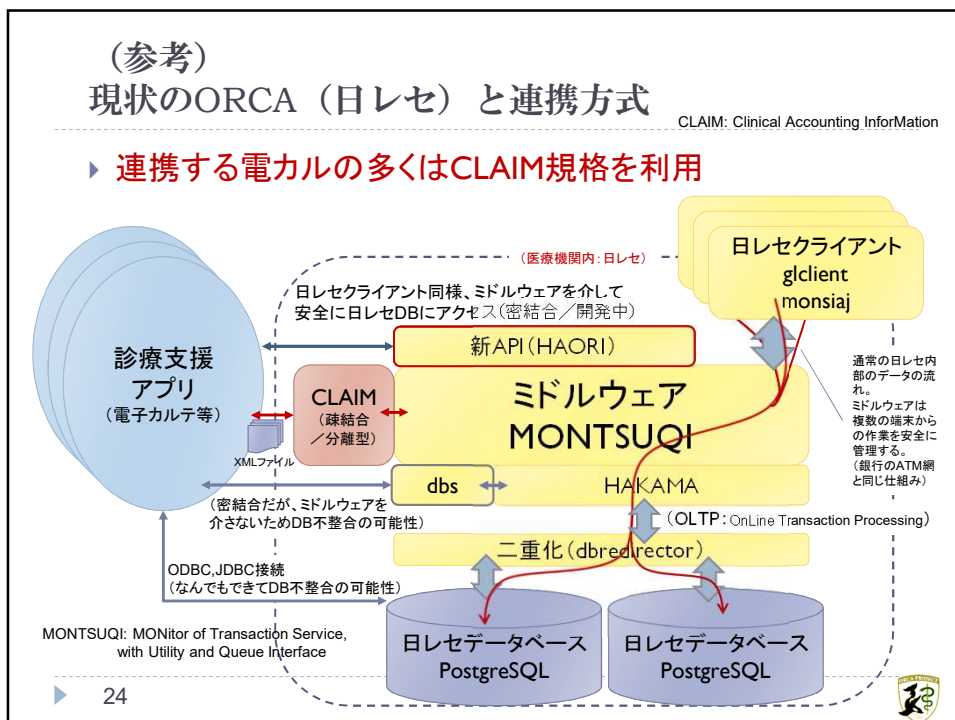 （参考）
現状のORCA（日レセ）と連携方式
CLAIM: Clinical Accounting InforMation
連携する電カルの多くはCLAIM規格を利用
（医療機関内：日レセ）
日レセクライアント
glclient
monsiaj
日レセクライアント同様、ミドルウェアを介して
安全に日レセDBにアクセス（密結合／開発中）
新API（HAORI）
診療支援
アプリ
（電子カルテ等）
CLAIM
（疎結合
／分離型）
XMLファイル
ミドルウェア
MONTSUQI
通常の日レセ内
部のデータの流
れ。
ミドルウェアは
複数の端末から
の作業を安全に
管理する。
（銀行のATM網
と同じ仕組み）
dbs
HAKAMA
（密結合だが、ミドルウェアを
介さないためDB不整合の可能性）
（OLTP：OnLine Transaction Processing）
二重化（dbredirector）
ODBC,JDBC接続
（なんでもできてDB不整合の可能性）
日レセデータベース
PostgreSQL
日レセデータベース
PostgreSQL
MONTSUQI: MONitor of Transaction Service,
with Utility and Queue Interface
24
ORCA PROJECT